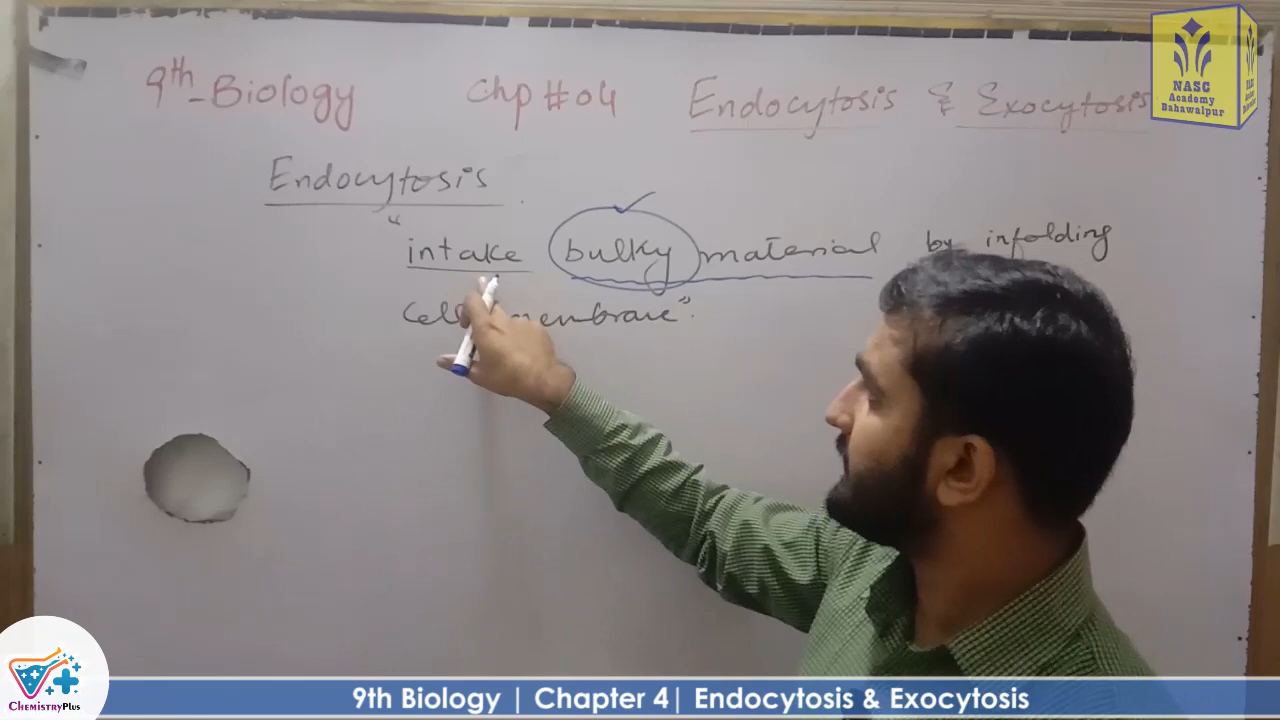 9th-Biology Chp # 04 Endocytosis & Exocytosis
NASC
Academy
Bahawalpur
Endocytosis
"intake bulky material by infolding
Cell membrane".
ChemistryPlus
9th Biology | Chapter 4| Endocytosis & Exocytosis